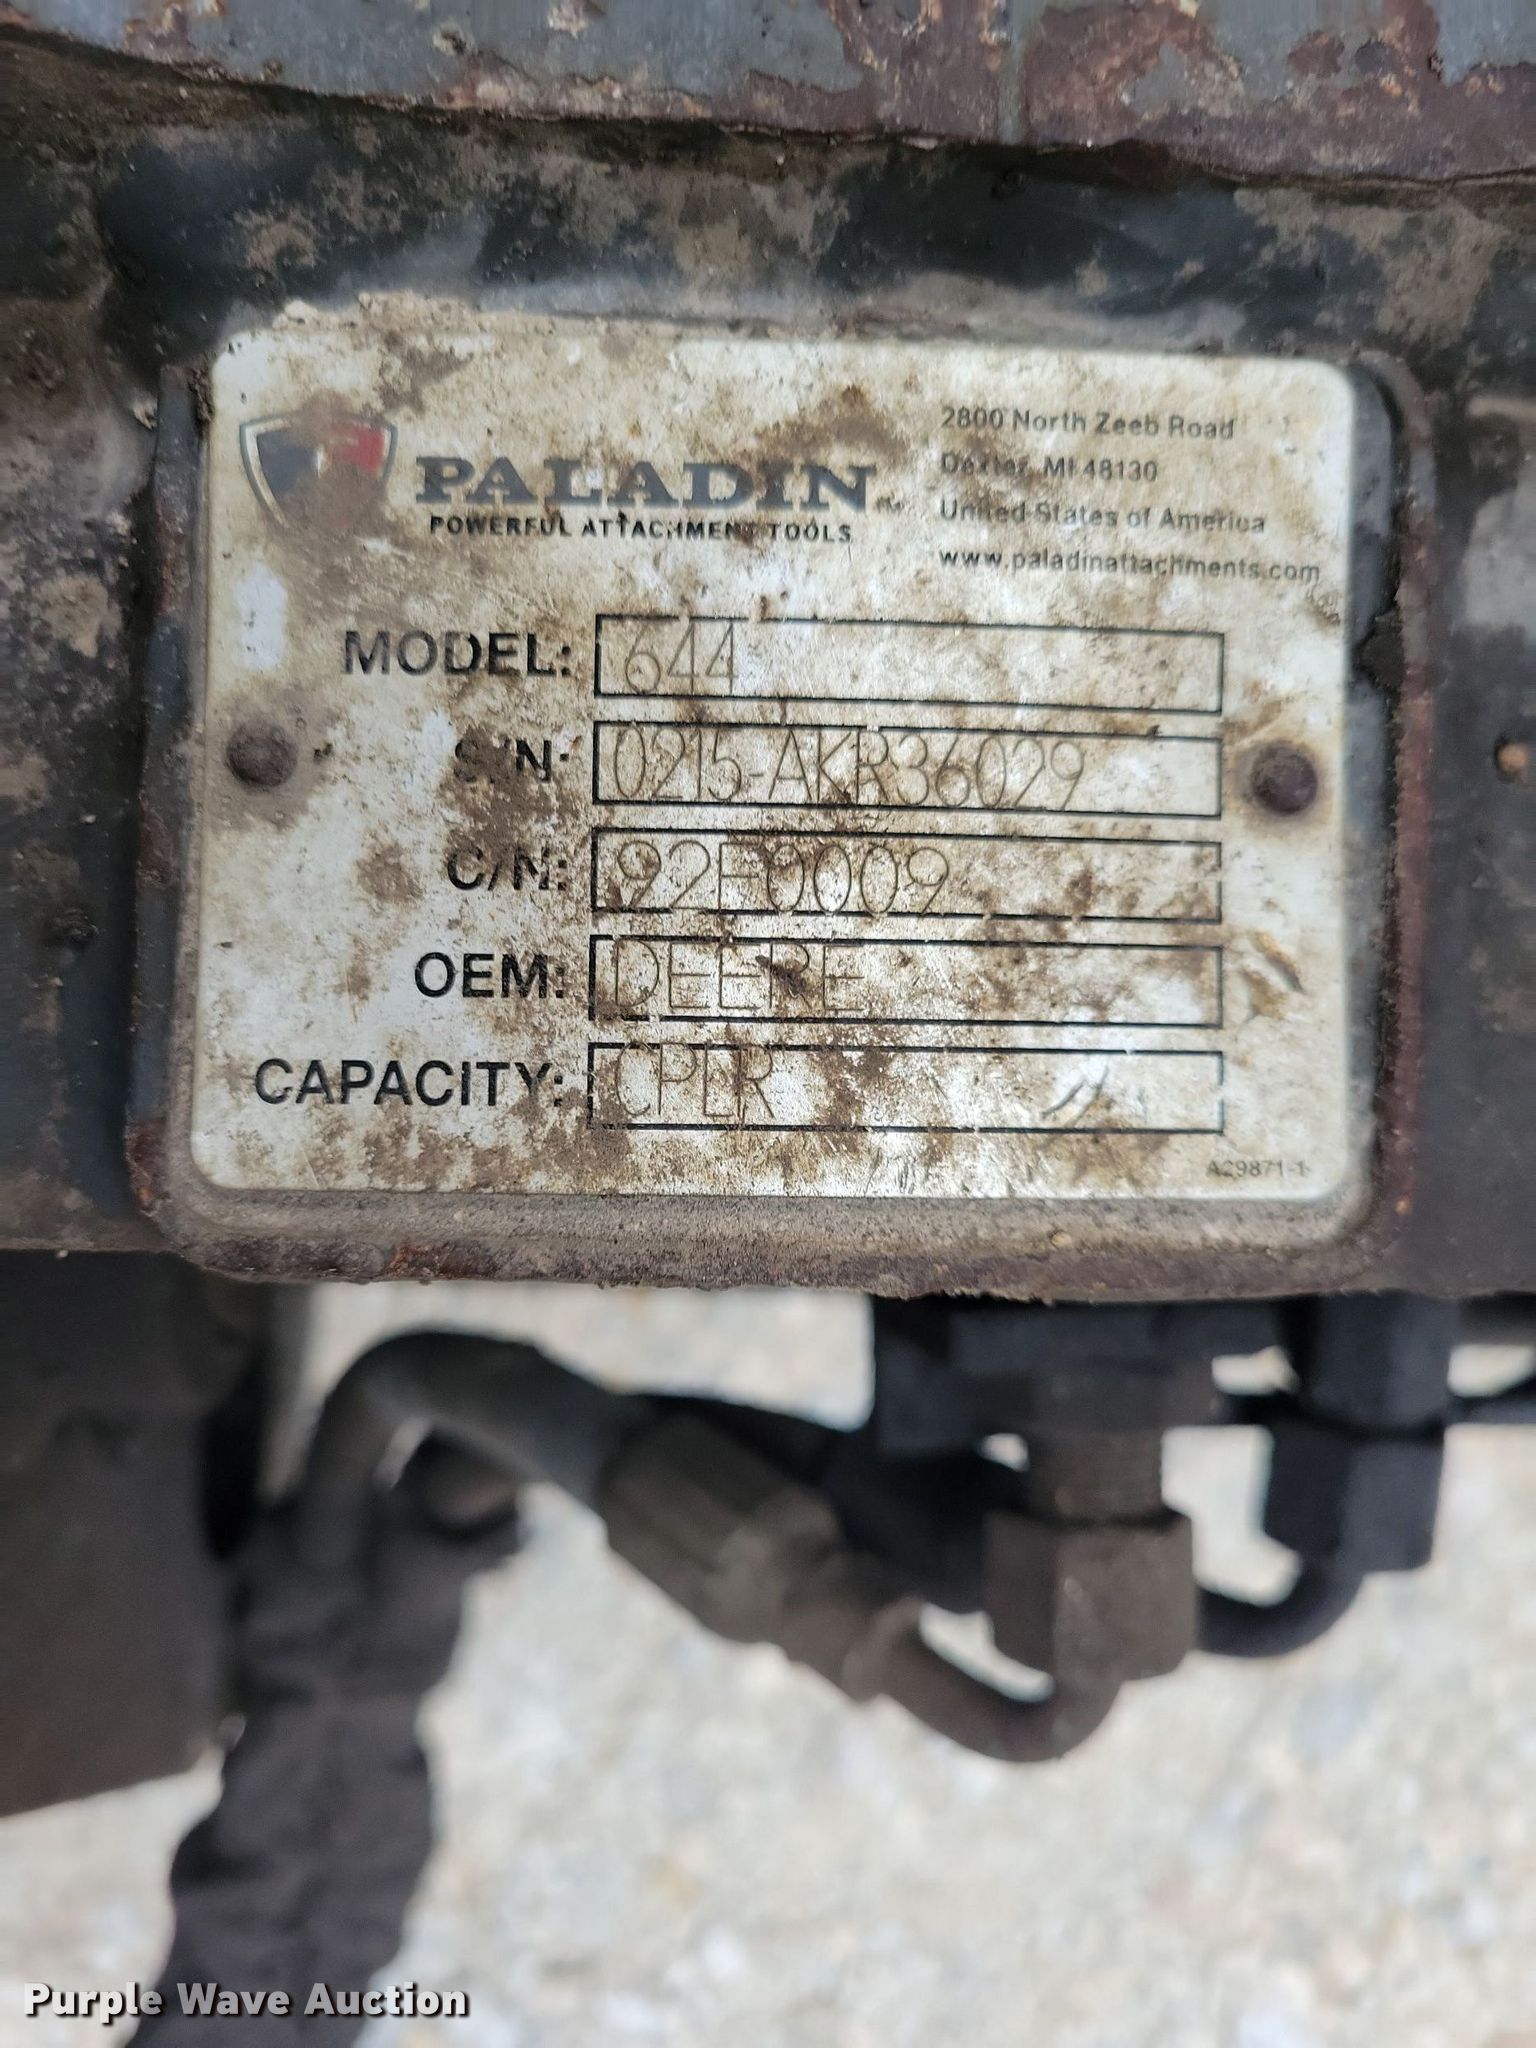 PALADIN
POWERFUL ATTACHMENT TOOLS
2800 North Zeeb Road
Dexter, MI 48130
United States of America
www.paladinattachments.com
MODEL: 644
S/N: 0215-AKR36029
C/N: 92F0009
OEM: DEERE
CAPACITY: CPLR
A29871-1
Purple Wave Auction